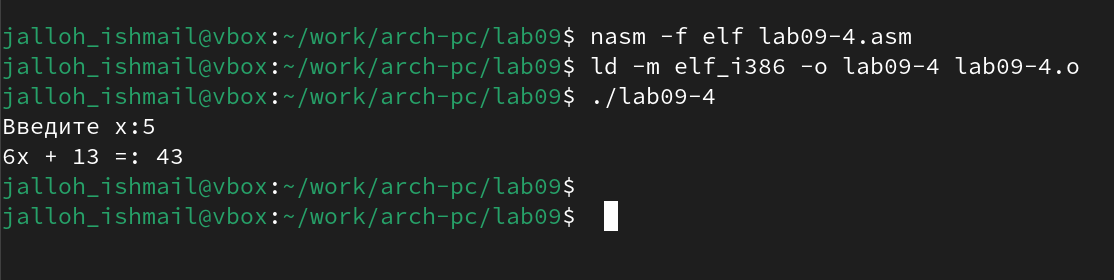 jalloh_ishmail@vbox:~/work/arch-pc/lab09$ nasm -f elf lab09-4.asm
jalloh_ishmail@vbox:~/work/arch-pc/lab09$ ld -m elf_i386 -o lab09-4 lab09-4.o
jalloh_ishmail@vbox:~/work/arch-pc/lab09$ ./lab09-4
Введите x:5
6x + 13 =: 43
jalloh_ishmail@vbox:~/work/arch-pc/lab09$
jalloh_ishmail@vbox:~/work/arch-pc/lab09$